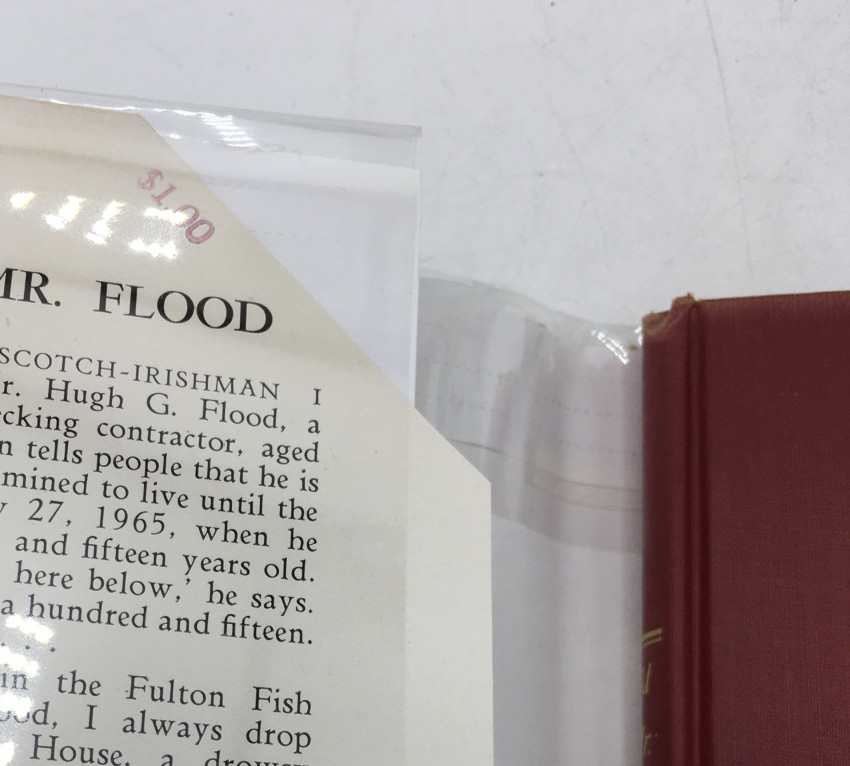 $1.00
MR. FLOOD
SCOTCH-IRISHMAN I
r. Hugh G. Flood, a
cking contractor, aged
n tells people that he is
mined to live until the
y 27, 1965, when he
and fifteen years old.
here below,' he says.
a hundred and fifteen.
. . .
in the Fulton Fish
ood, I always drop
House, a drowsy
r.